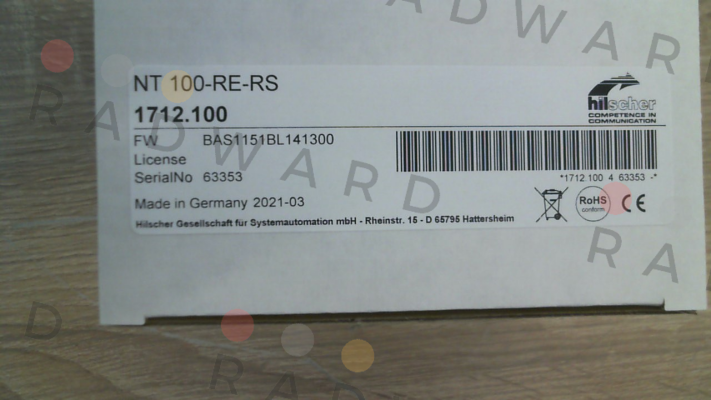 NT 100-RE-RS
1712.100
hilscher
COMPETENCE IN
COMMUNICATION
FW BAS1151BL141300
License
SerialNo 63353
*1712.100 4 63353 -*
Made in Germany 2021-03
RoHS
conform
CE
Hilscher Gesellschaft für Systemautomation mbH - Rheinstr. 15 - D 65795 Hattersheim
RADWARD
RADWARD
RA
D
RADWARD